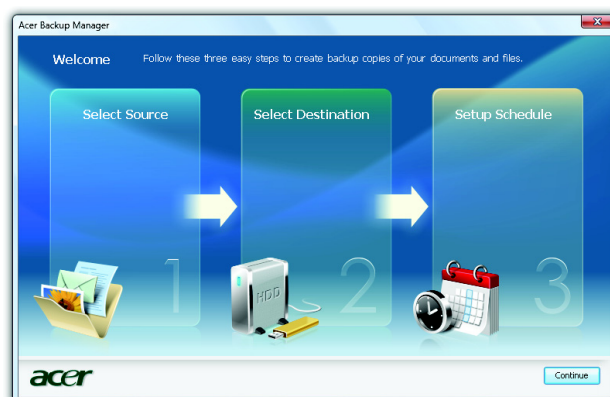 Acer Backup Manager
Welcome
Follow these three easy steps to create backup copies of your documents and files.
Select Source
Select Destination
Setup Schedule
1
HDD
2
3
acer
Continue